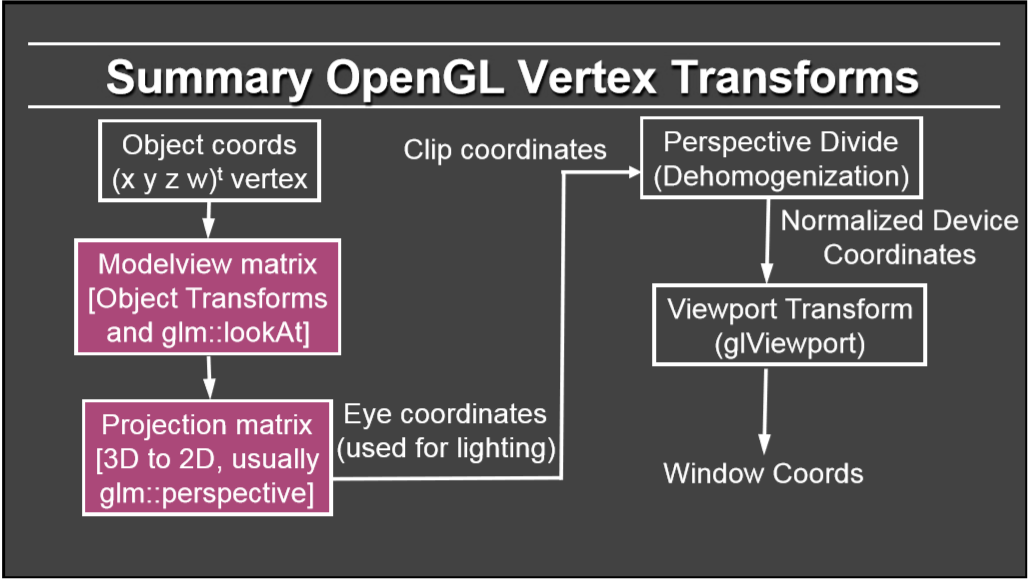 Summary OpenGL Vertex Transforms
Object coords
(x y z w)ᵗ vertex
Modelview matrix
[Object Transforms
and glm::lookAt]
Projection matrix
[3D to 2D, usually
glm::perspective]
Eye coordinates
(used for lighting)
Clip coordinates
Perspective Divide
(Dehomogenization)
Normalized Device
Coordinates
Viewport Transform
(glViewport)
Window Coords